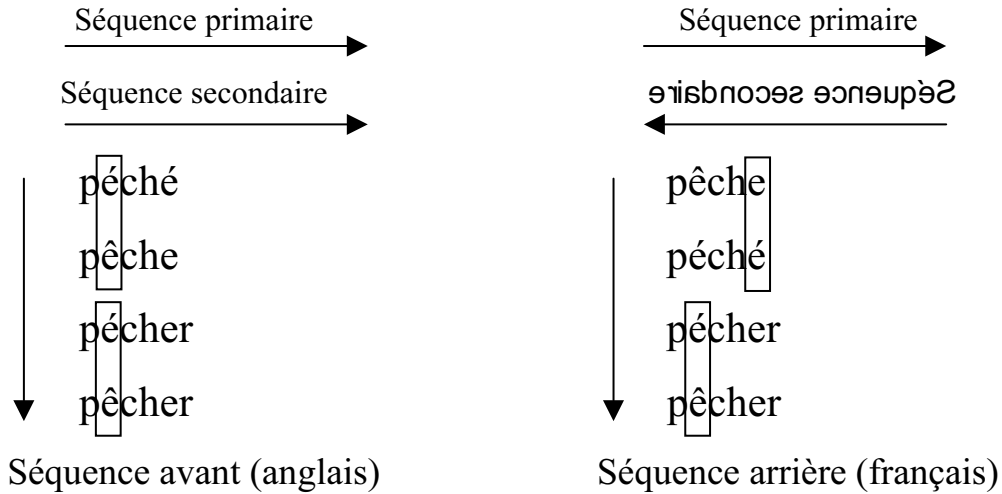 Séquence primaire
Séquence secondaire
péché
pêche
pécher
pêcher
Séquence avant (anglais)
Séquence primaire
Séquence secondaire
pêche
péché
pécher
pêcher
Séquence arrière (français)